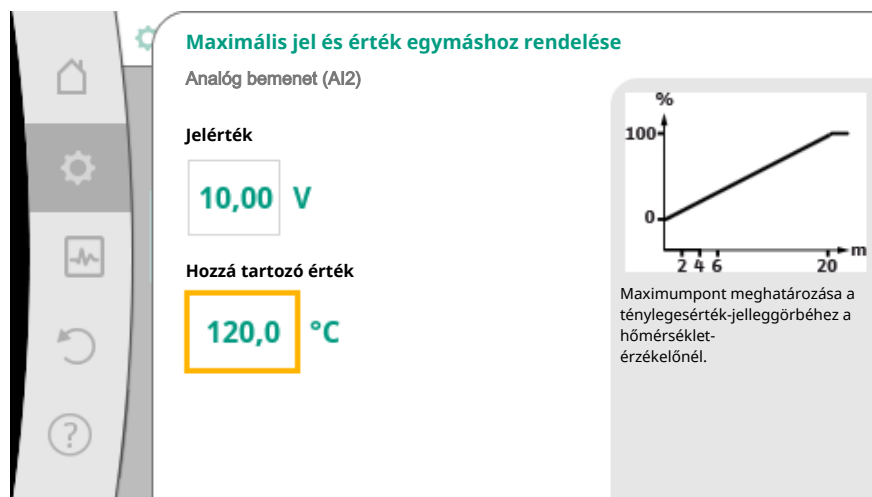 Maximális jel és érték egymáshoz rendelése
Analóg bemenet (AI2)
Jelérték
10,00 V
Hozzá tartozó érték
120,0 °C
%
100
0
2 4 6 20 m
Maximumpont meghatározása a
ténylegesérték-jelleggörbéhez a
hőmérséklet-
érzékelőnél.
?